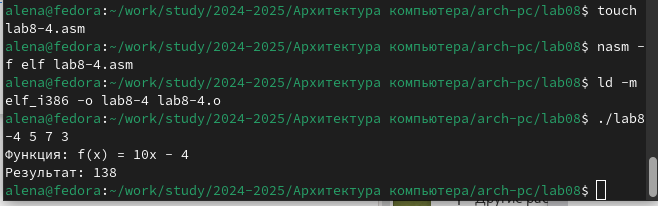 alena@fedora:~/work/study/2024-2025/Архитектура компьютера/arch-pc/lab08$ touch
lab8-4.asm
alena@fedora:~/work/study/2024-2025/Архитектура компьютера/arch-pc/lab08$ nasm -
f elf lab8-4.asm
alena@fedora:~/work/study/2024-2025/Архитектура компьютера/arch-pc/lab08$ ld -m
elf_i386 -o lab8-4 lab8-4.o
alena@fedora:~/work/study/2024-2025/Архитектура компьютера/arch-pc/lab08$ ./lab8
-4 5 7 3
Функция: f(x) = 10x - 4
Результат: 138
alena@fedora:~/work/study/2024-2025/Архитектура компьютера/arch-pc/lab08$